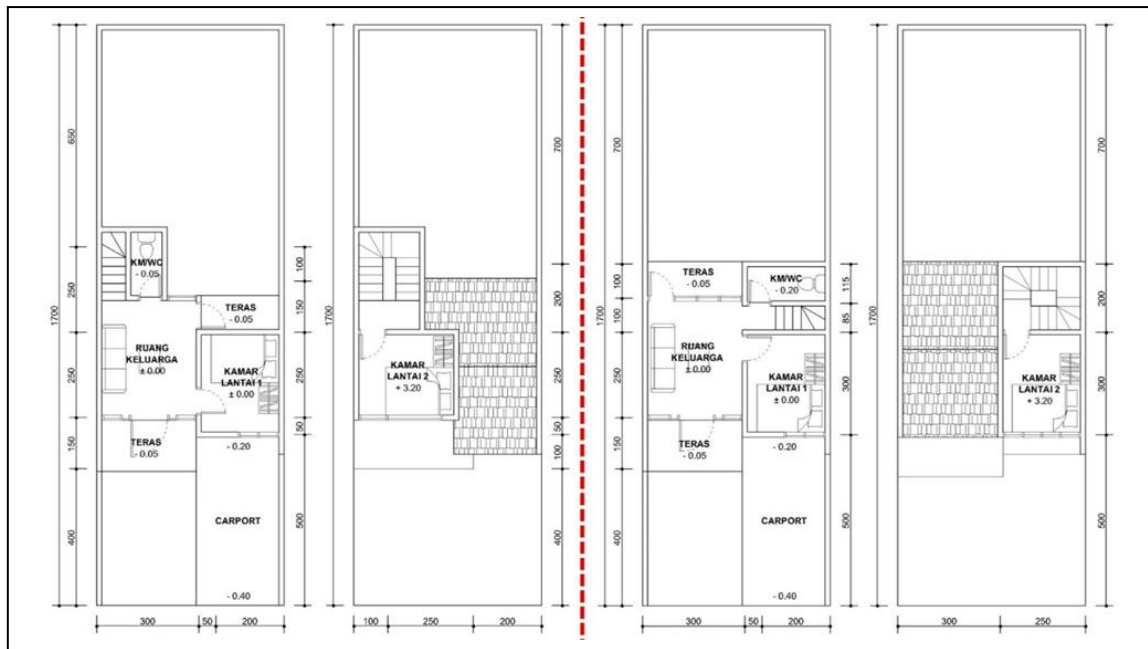 1700
650
250
250
150
400
KM/WC
- 0.05
TERAS
- 0.05
RUANG
KELUARGA
± 0.00
KAMAR
LANTAI 1
± 0.00
TERAS
- 0.05
- 0.20
CARPORT
- 0.40
100
150
250
50
500
300 50 200
1700
KAMAR
LANTAI 2
+ 3.20
700
200
250
50
100
400
100 250 200
1700
700
100
100
250
150
400
TERAS
- 0.05
KM/WC
- 0.20
RUANG
KELUARGA
± 0.00
KAMAR
LANTAI 1
± 0.00
TERAS
- 0.05
- 0.20
CARPORT
- 0.40
115
85
300
500
300 50 200
1700
KAMAR
LANTAI 2
+ 3.20
700
200
300
500
300 250